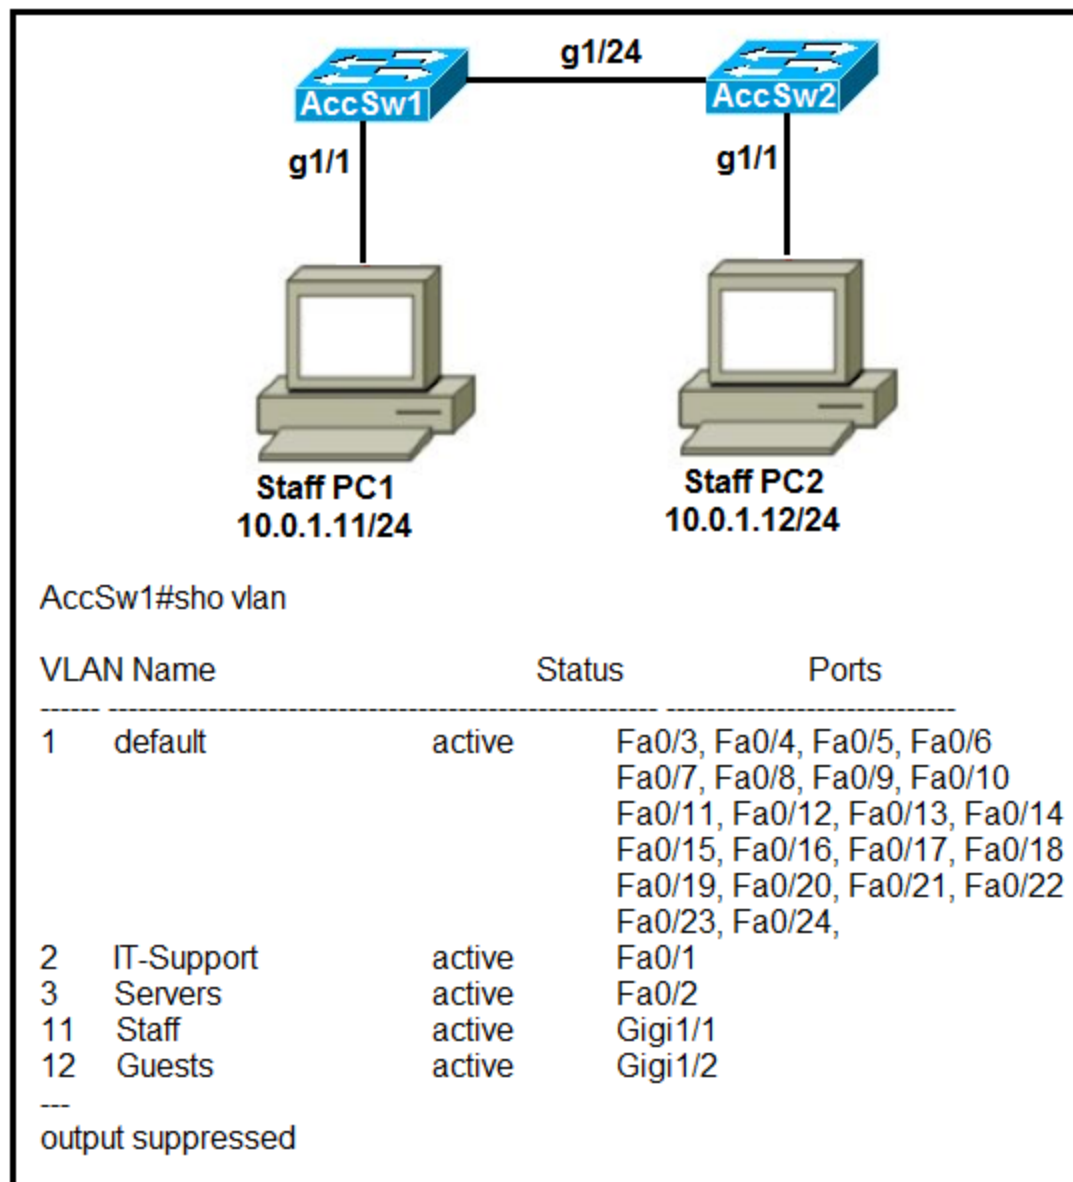 g1/24
AccSw1
AccSw2
g1/1
g1/1
Staff PC1
10.0.1.11/24
Staff PC2
10.0.1.12/24
AccSw1#sho vlan
VLAN Name Status Ports
------ ------------------------------------------------------- -----------------------------
1 default active Fa0/3, Fa0/4, Fa0/5, Fa0/6
Fa0/7, Fa0/8, Fa0/9, Fa0/10
Fa0/11, Fa0/12, Fa0/13, Fa0/14
Fa0/15, Fa0/16, Fa0/17, Fa0/18
Fa0/19, Fa0/20, Fa0/21, Fa0/22
Fa0/23, Fa0/24,
2 IT-Support active Fa0/1
3 Servers active Fa0/2
11 Staff active Gigi1/1
12 Guests active Gigi1/2
---
output suppressed